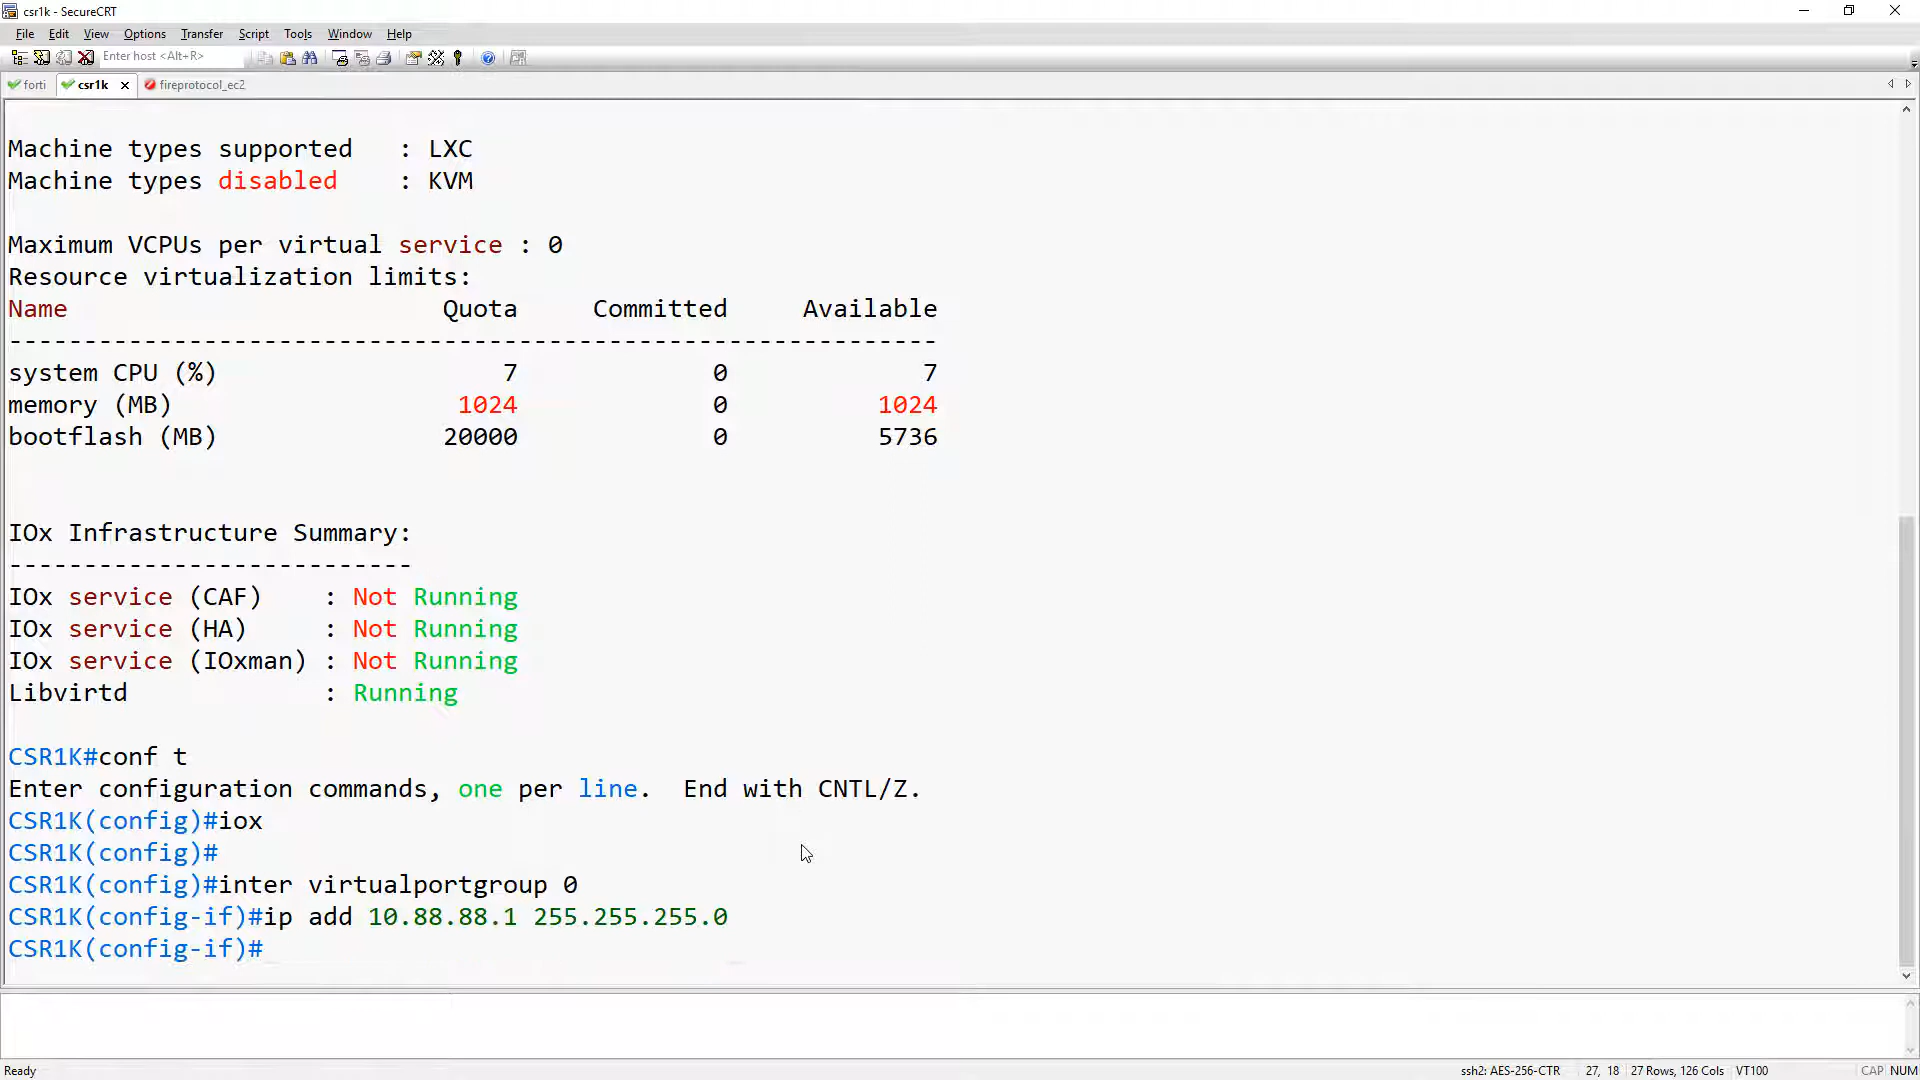 csr1k - SecureCRT
File Edit View Options Transfer Script Tools Window Help
Enter host <Alt+R>
forti csr1k fireprotocol_ec2
Machine types supported   : LXC
Machine types disabled    : KVM
Maximum VCPUs per virtual service : 0
Resource virtualization limits:
Name                         Quota     Committed     Available
--------------------------------------------------------------
system CPU (%)                   7             0             7
memory (MB)                   1024             0          1024
bootflash (MB)               20000             0          5736
IOx Infrastructure Summary:
---------------------------
IOx service (CAF)    : Not Running
IOx service (HA)     : Not Running
IOx service (IOxman) : Not Running
Libvirtd             : Running
CSR1K#conf t
Enter configuration commands, one per line.  End with CNTL/Z.
CSR1K(config)#iox
CSR1K(config)#
CSR1K(config)#inter virtualportgroup 0
CSR1K(config-if)#ip add 10.88.88.1 255.255.255.0
CSR1K(config-if)#
Ready ssh2: AES-256-CTR 27, 18 27 Rows, 126 Cols VT100 CAP NUM